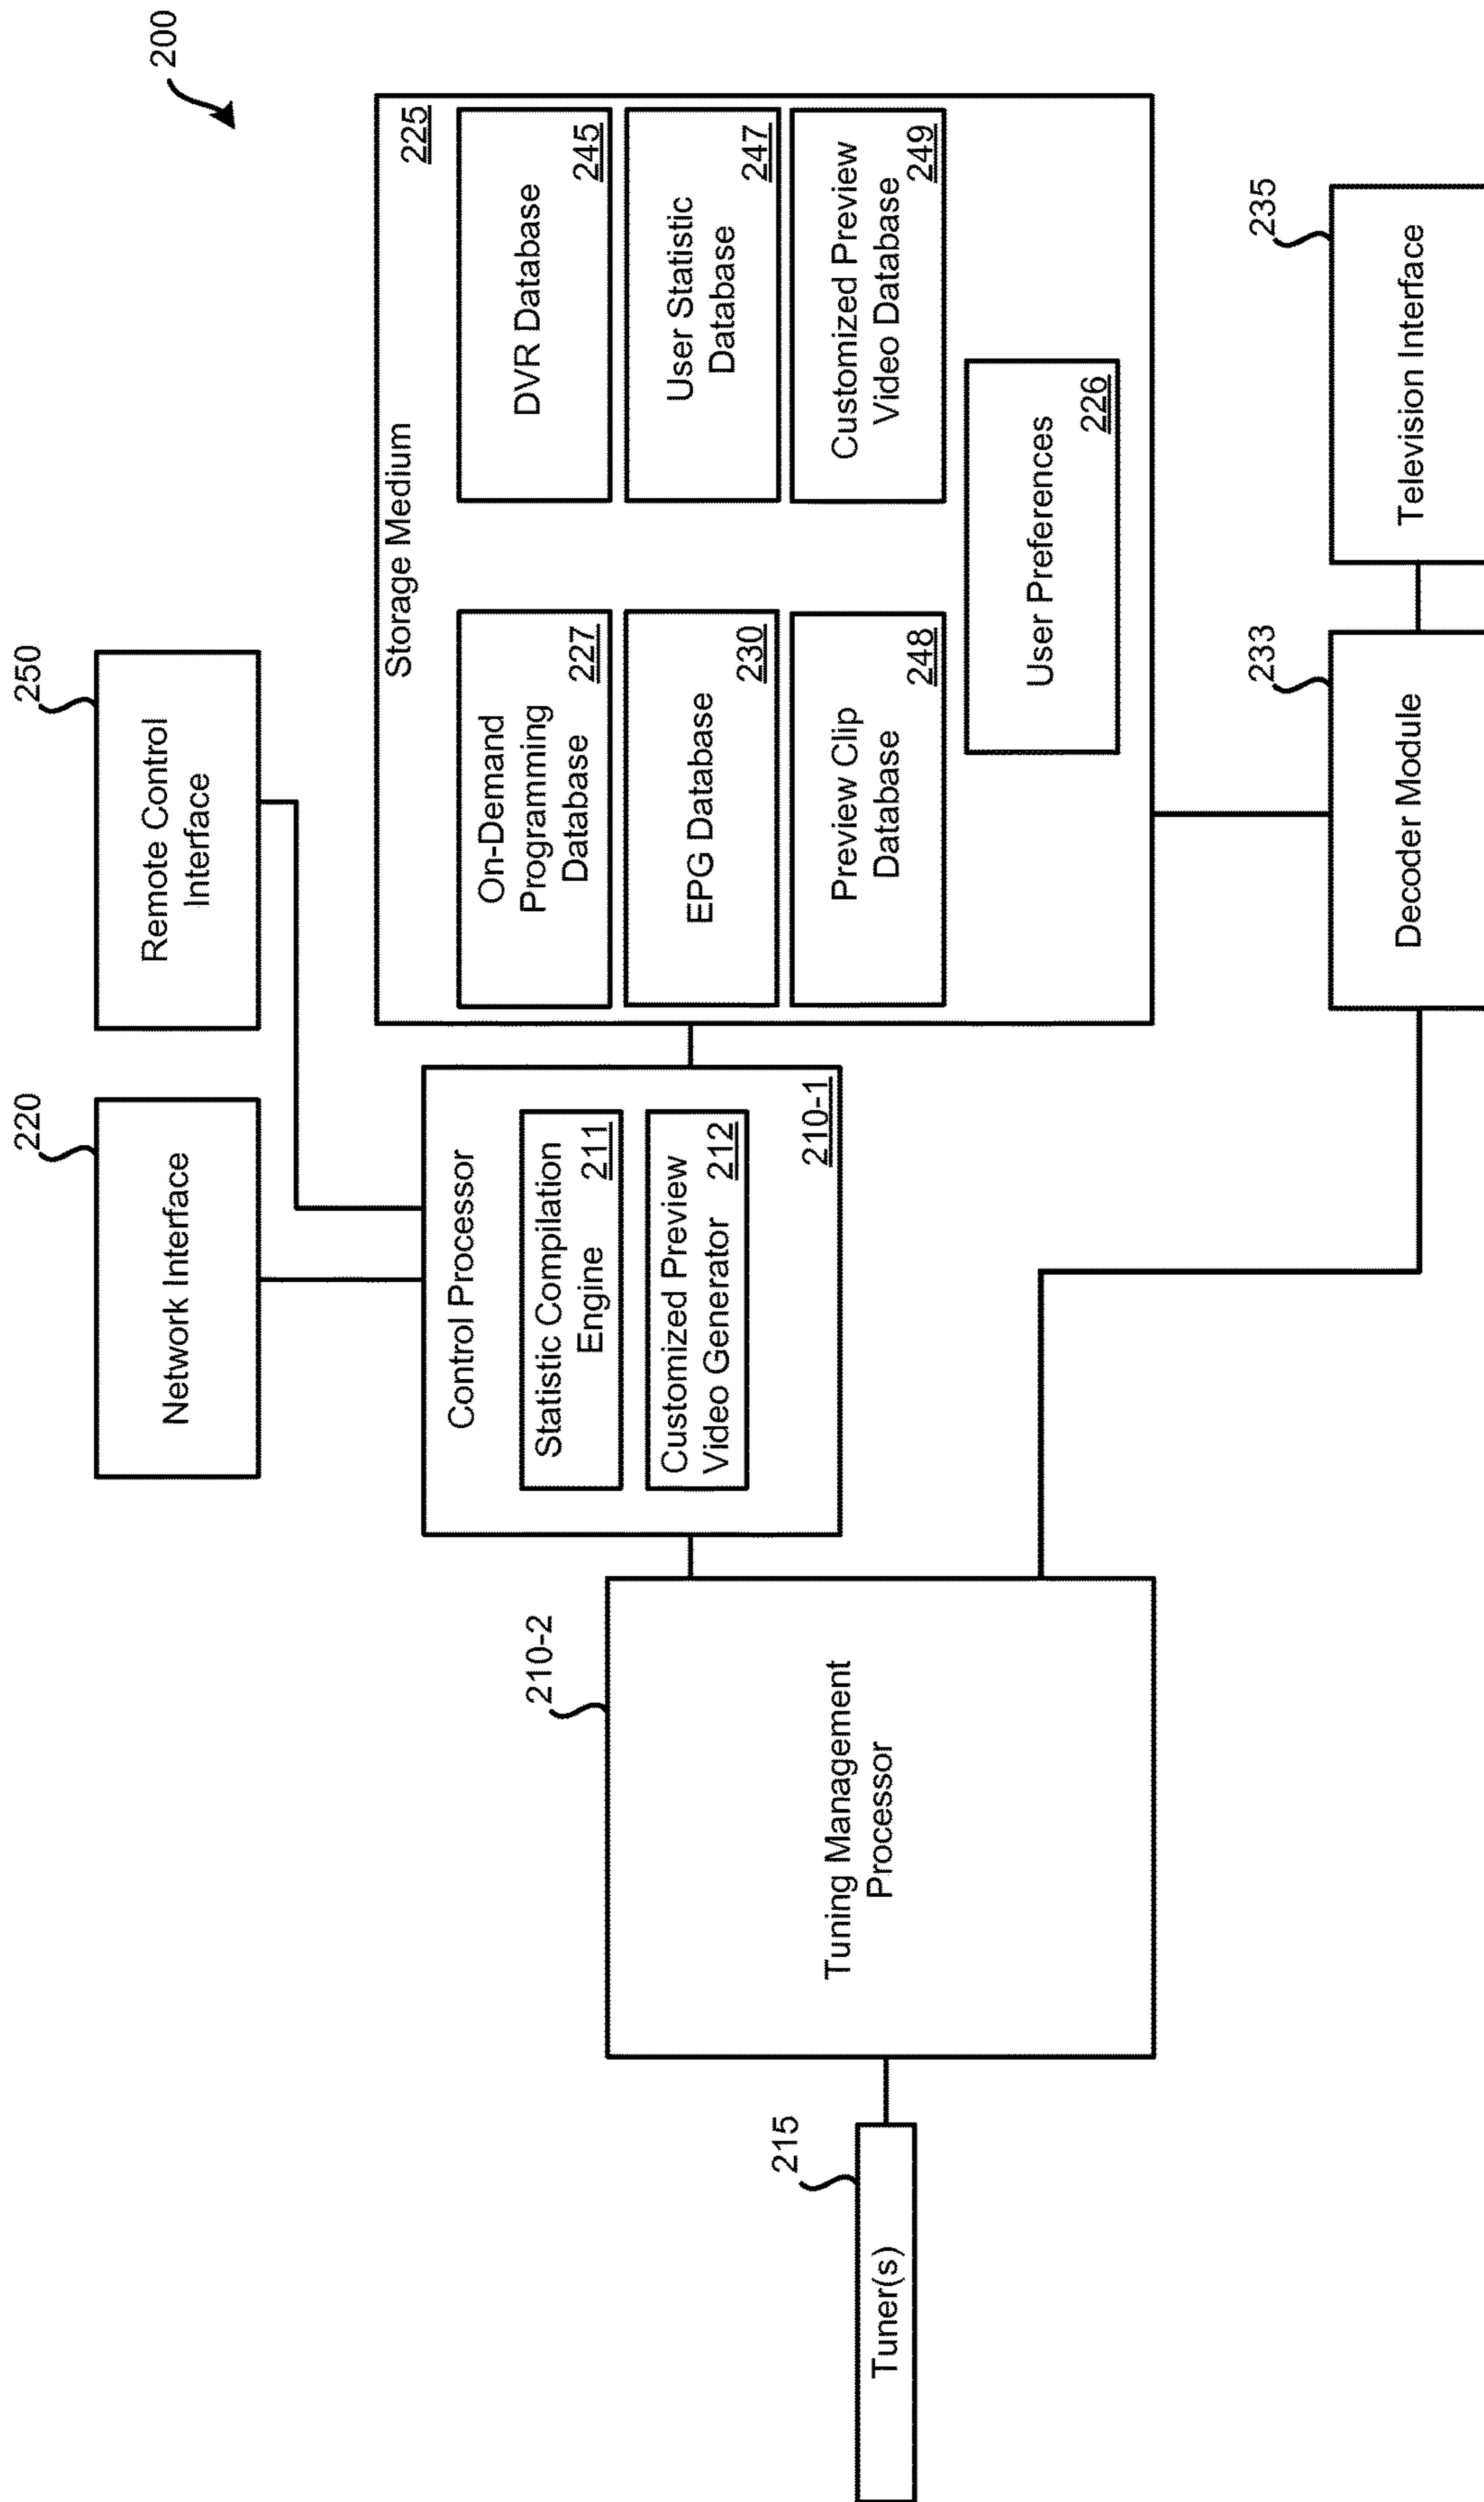 200
220
Network Interface
250
Remote Control
Interface
Control Processor
Statistic Compilation
Engine
211
Customized Preview
Video Generator
212
210-1
Storage Medium
225
On-Demand
Programming
Database
227
DVR Database
245
EPG Database
230
User Statistic
Database
247
Preview Clip
Database
248
Customized Preview
Video Database
249
User Preferences
226
210-2
Tuning Management
Processor
215
Tuner(s)
233
Decoder Module
235
Television Interface